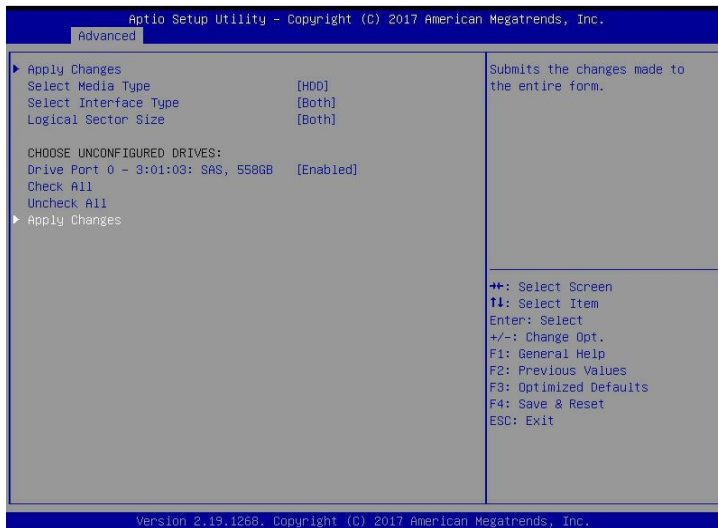 Aptio Setup Utility – Copyright (C) 2017 American Megatrends, Inc.
Advanced
Apply Changes
Select Media Type [HDD]
Select Interface Type [Both]
Logical Sector Size [Both]
CHOOSE UNCONFIGURED DRIVES:
Drive Port 0 – 3:01:03: SAS, 558GB [Enabled]
Check All
Uncheck All
Apply Changes
Submits the changes made to
the entire form.
→←: Select Screen
↑↓: Select Item
Enter: Select
+/-: Change Opt.
F1: General Help
F2: Previous Values
F3: Optimized Defaults
F4: Save & Reset
ESC: Exit
Version 2.19.1268. Copyright (C) 2017 American Megatrends, Inc.